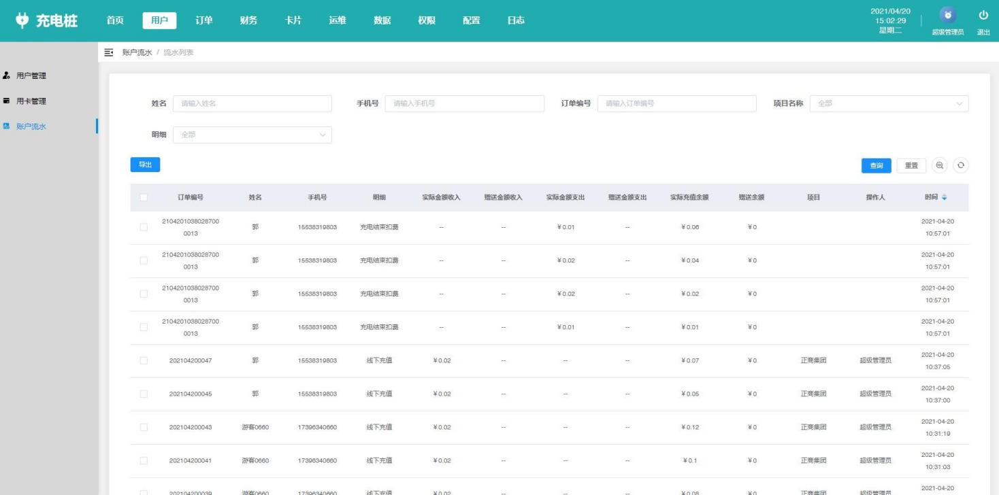 充电桩 首页 用户 订单 财务 卡片 运维 数据 权限 配置 日志
2021/04/20
15:02:29
星期二
超级管理员 退出
用户管理
用卡管理
账户流水
账户流水 / 流水列表
姓名 请输入姓名 手机号 请输入手机号 订单编号 请输入订单编号 项目名称 全部
明细 全部
导出 查询 重置
订单编号 姓名 手机号 明细 实际金额收入 赠送金额收入 实际金额支出 赠送金额支出 实际充值余额 赠送余额 项目 操作人 时间
2104201038028700
0013 郭 15538319803 充电结束扣费 -- -- ¥0.01 -- ¥0.06 ¥0 2021-04-20
10:57:01
2104201038028700
0013 郭 15538319803 充电结束扣费 -- -- ¥0.02 -- ¥0.04 ¥0 2021-04-20
10:57:01
2104201038028700
0013 郭 15538319803 充电结束扣费 -- -- ¥0.02 -- ¥0.02 ¥0 2021-04-20
10:57:01
2104201038028700
0013 郭 15538319803 充电结束扣费 -- -- ¥0.01 -- ¥0.01 ¥0 2021-04-20
10:57:01
202104200047 郭 15538319803 线下充值 ¥0.02 -- -- -- ¥0.07 ¥0 正商集团 超级管理员 2021-04-20
10:37:05
202104200045 郭 15538319803 线下充值 ¥0.02 -- -- -- ¥0.05 ¥0 正商集团 超级管理员 2021-04-20
10:37:00
202104200043 游客0660 17396340660 线下充值 ¥0.02 -- -- -- ¥0.12 ¥0 正商集团 超级管理员 2021-04-20
10:31:19
202104200041 游客0660 17396340660 线下充值 ¥0.02 -- -- -- ¥0.1 ¥0 正商集团 超级管理员 2021-04-20
10:31:03
202104200039 游客0660 17396340660 线下充值 ¥0.02 -- -- -- ¥0.08 ¥0 正商集团 超级管理员 2021-04-20